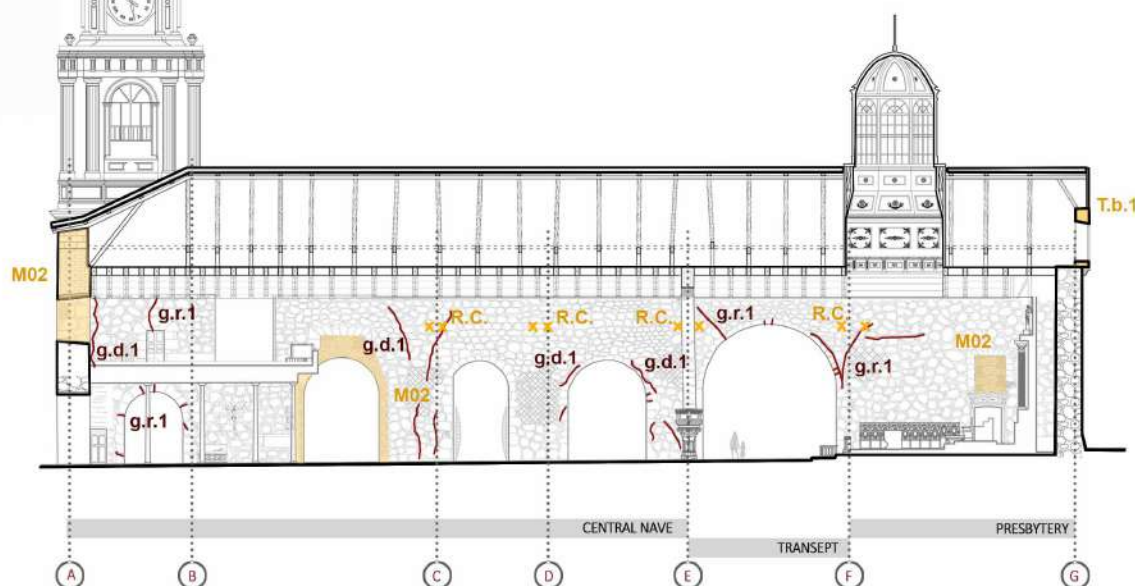 T.b.1
M02
g.r.1
R.C.
R.C.
R.C.
g.r.1
R.C.
g.d.1
g.d.1
g.d.1
g.d.1
M02
g.r.1
M02
g.r.1
CENTRAL NAVE
PRESBYTERY
TRANSEPT
A
B
C
D
E
F
G